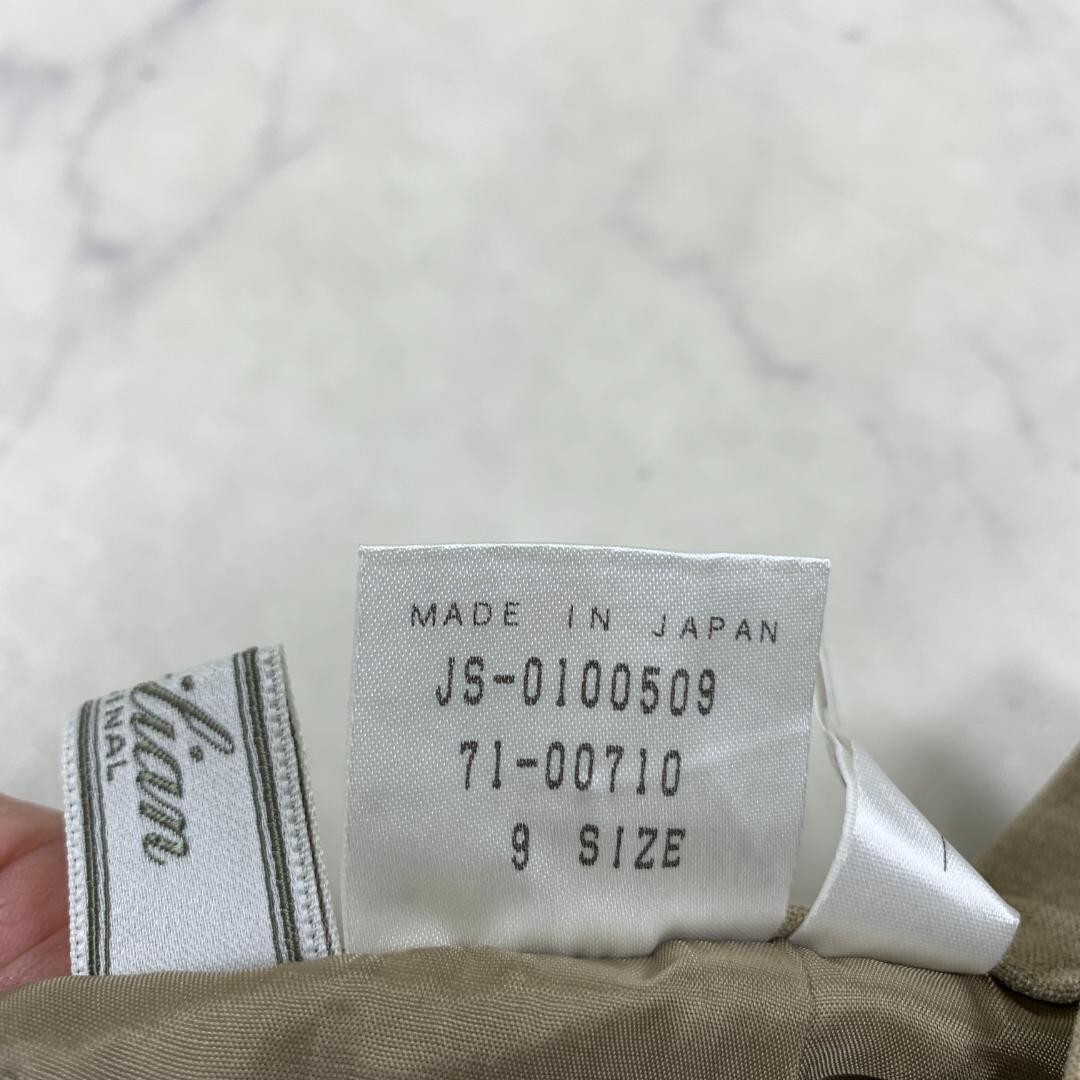 MADE IN JAPAN
JS-0100509
71-00710
9 SIZE